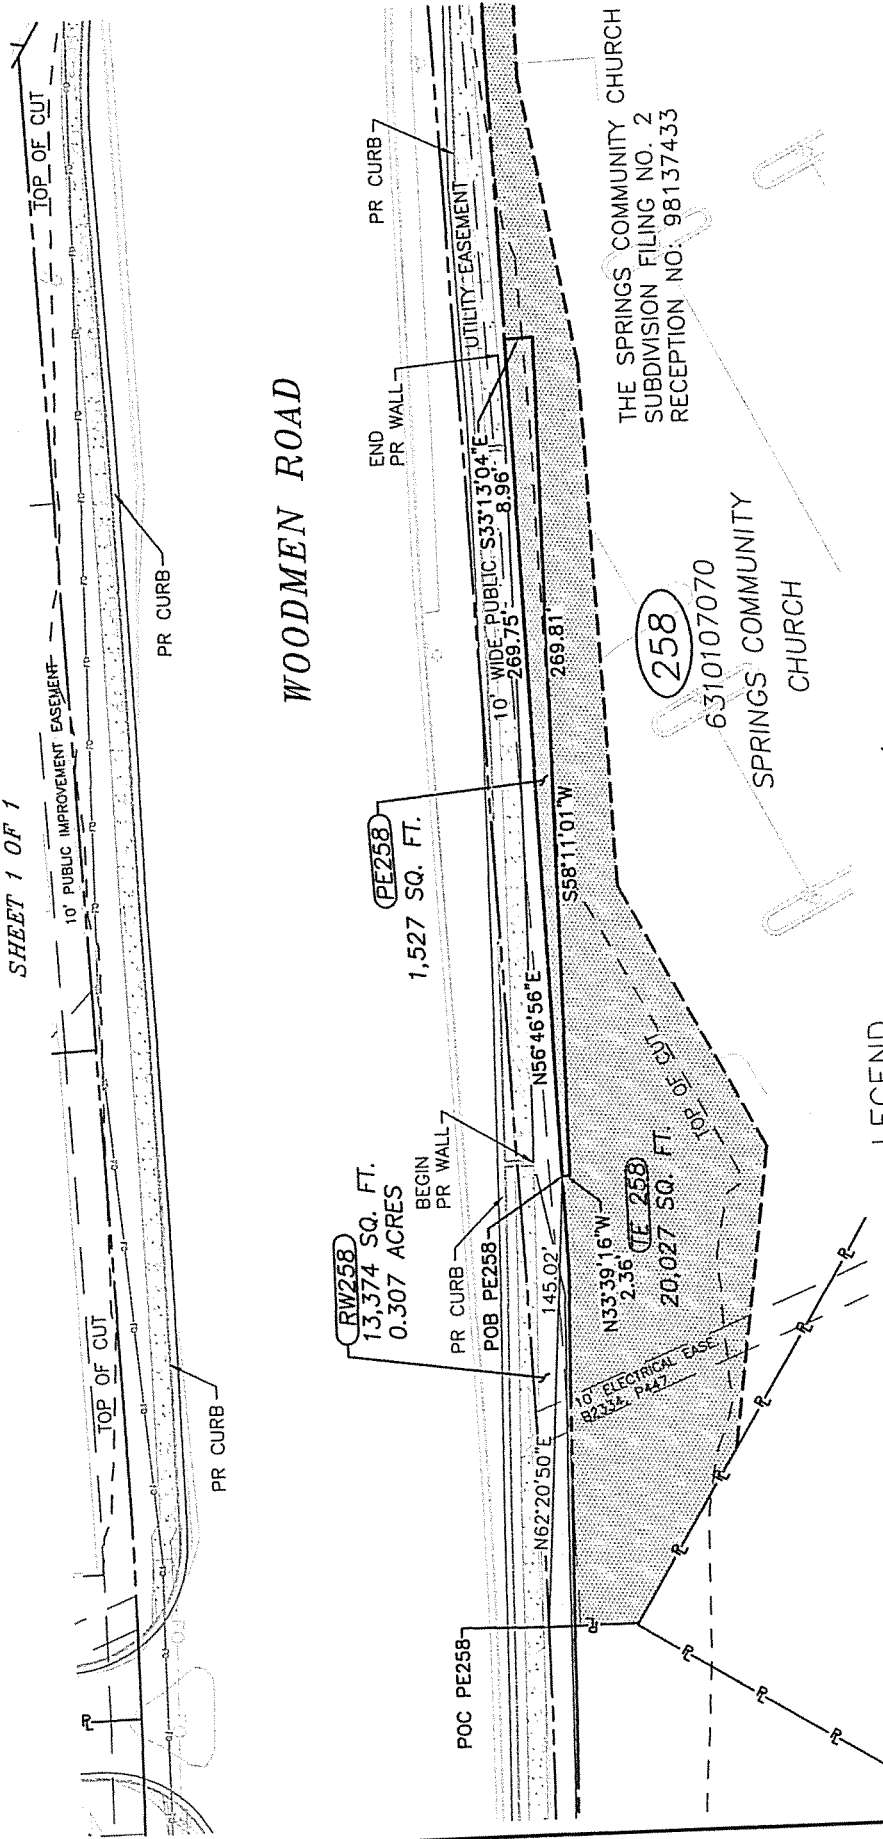 SHEET 1 OF 1
TOP OF CUT
10' PUBLIC IMPROVEMENT EASEMENT
TOP OF CUT
PR CURB
PR CURB
WOODMEN ROAD
RW258
13,374 SQ. FT.
0.307 ACRES
PE258
1,527 SQ. FT.
BEGIN
PR WALL
END
PR WALL
PR CURB
PR CURB
POB PE258
POC PE258
10' WIDE PUBLIC
UTILITY EASEMENT
N62°20'50"E
145.02'
N56°46'56"E
269.75'
S33°13'04"E
8.96'
S58°11'01"W
269.81'
N33°39'16"W
2.36'
TE 258
20,027 SQ. FT.
TOP OF CUT
10' ELECTRICAL EASE
B2334, P447
258
6310107070
SPRINGS COMMUNITY
CHURCH
THE SPRINGS COMMUNITY CHURCH
SUBDIVISION FILING NO. 2
RECEPTION NO: 98137433
LEGEND